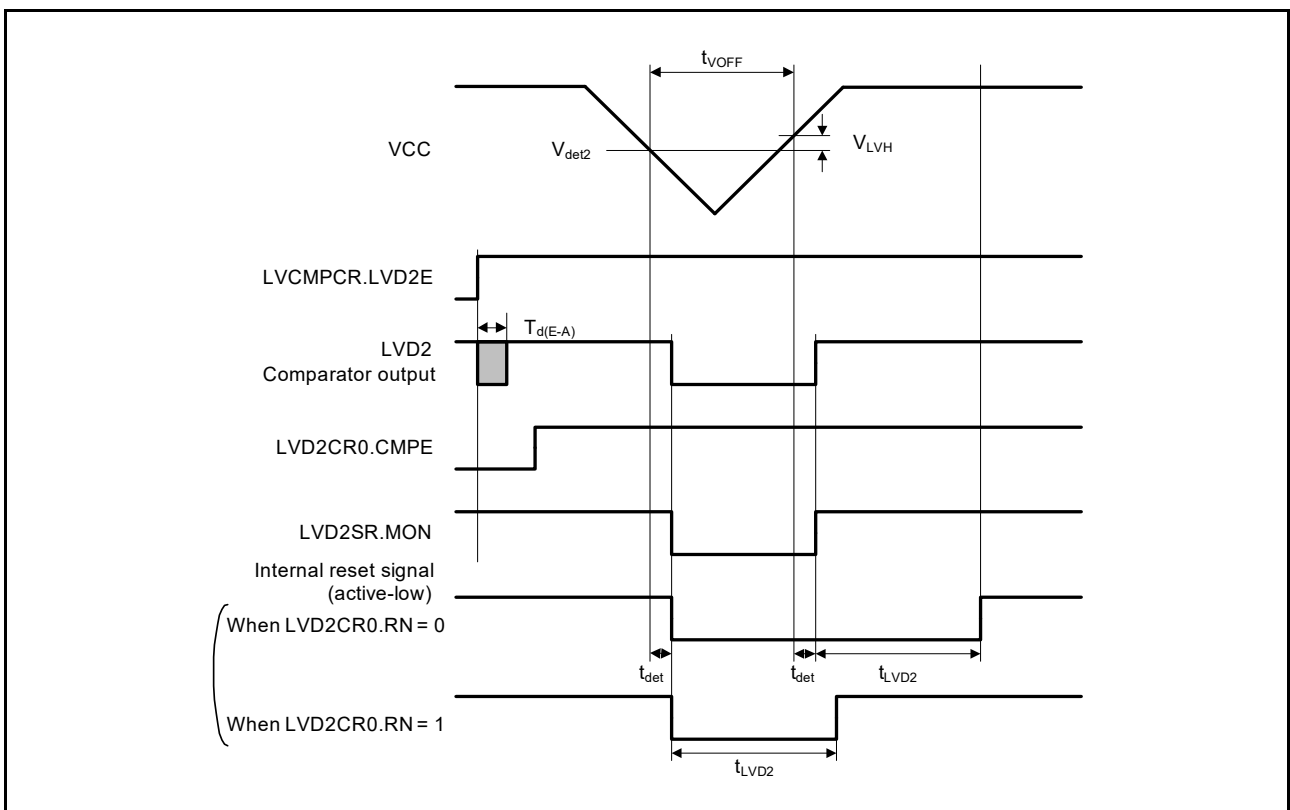 tVOFF
VCC
Vdet2
VLVH
LVCMPCR.LVD2E
Td(E-A)
LVD2
Comparator output
LVD2CR0.CMPE
LVD2SR.MON
Internal reset signal
(active-low)
When LVD2CR0.RN = 0
tdet
tdet
tLVD2
When LVD2CR0.RN = 1
tLVD2